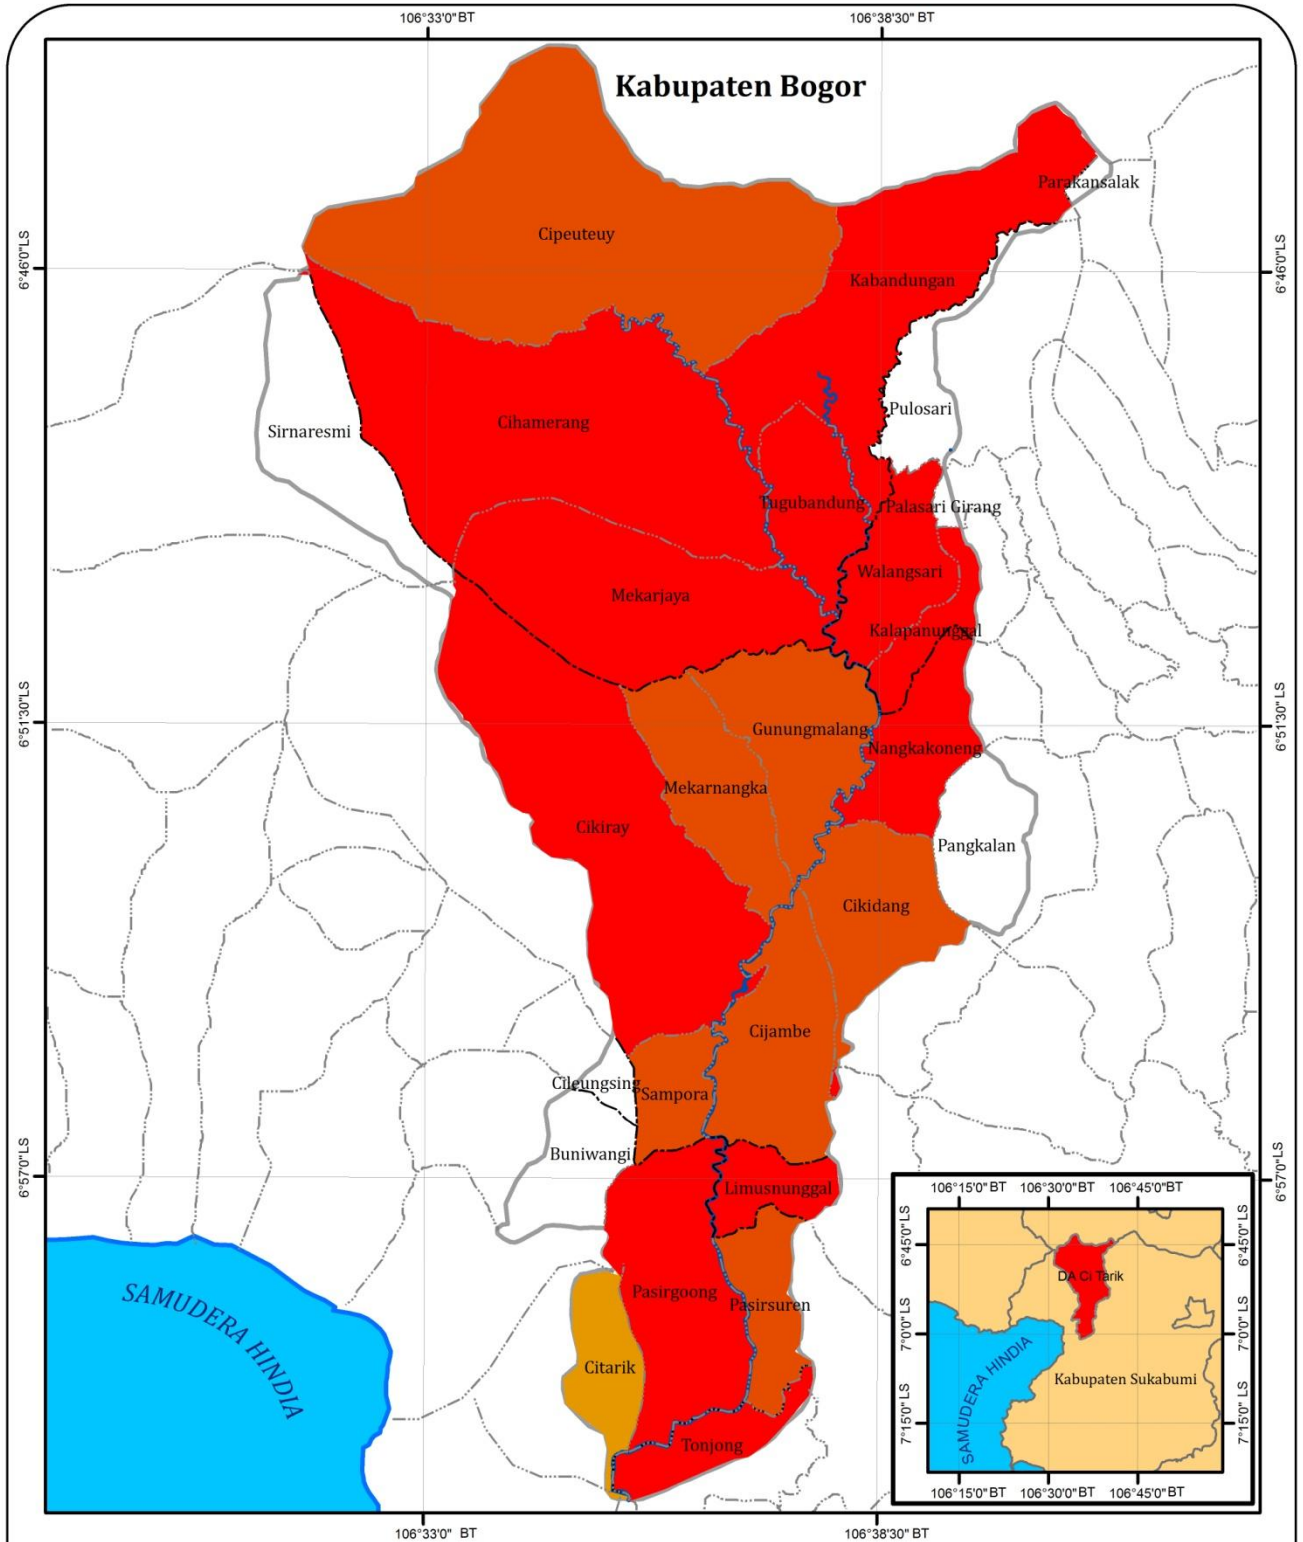 106°33'0" BT
106°38'30" BT
Kabupaten Bogor
Parakansalak
Cipeuteuy
6°46'0"LS
6°46'0"LS
Kabandungan
Pulosari
Cihamerang
Sirnaresmi
Tugubandung
Palasari Girang
Walangsari
Mekarjaya
Kalapanunggal
6°51'30"LS
6°51'30"LS
Gunungmalang
Nangkakoneng
Mekarnangka
Cikiray
Pangkalan
Cikidang
Cijambe
Cileungsing
Sampora
Buniwangi
6°57'0"LS
6°57'0"LS
Limusnunggal
Pasirgoong
Pasirsuren
SAMUDERA HINDIA
Citarik
Tonjong
106°15'0"BT
106°30'0"BT
106°45'0"BT
6°45'0"LS
6°45'0"LS
DA Ci Tarik
7°0'0"LS
7°0'0"LS
SAMUDERA HINDIA
Kabupaten Sukabumi
7°15'0"LS
7°15'0"LS
106°15'0"BT
106°30'0"BT
106°45'0"BT
106°33'0" BT
106°38'30" BT